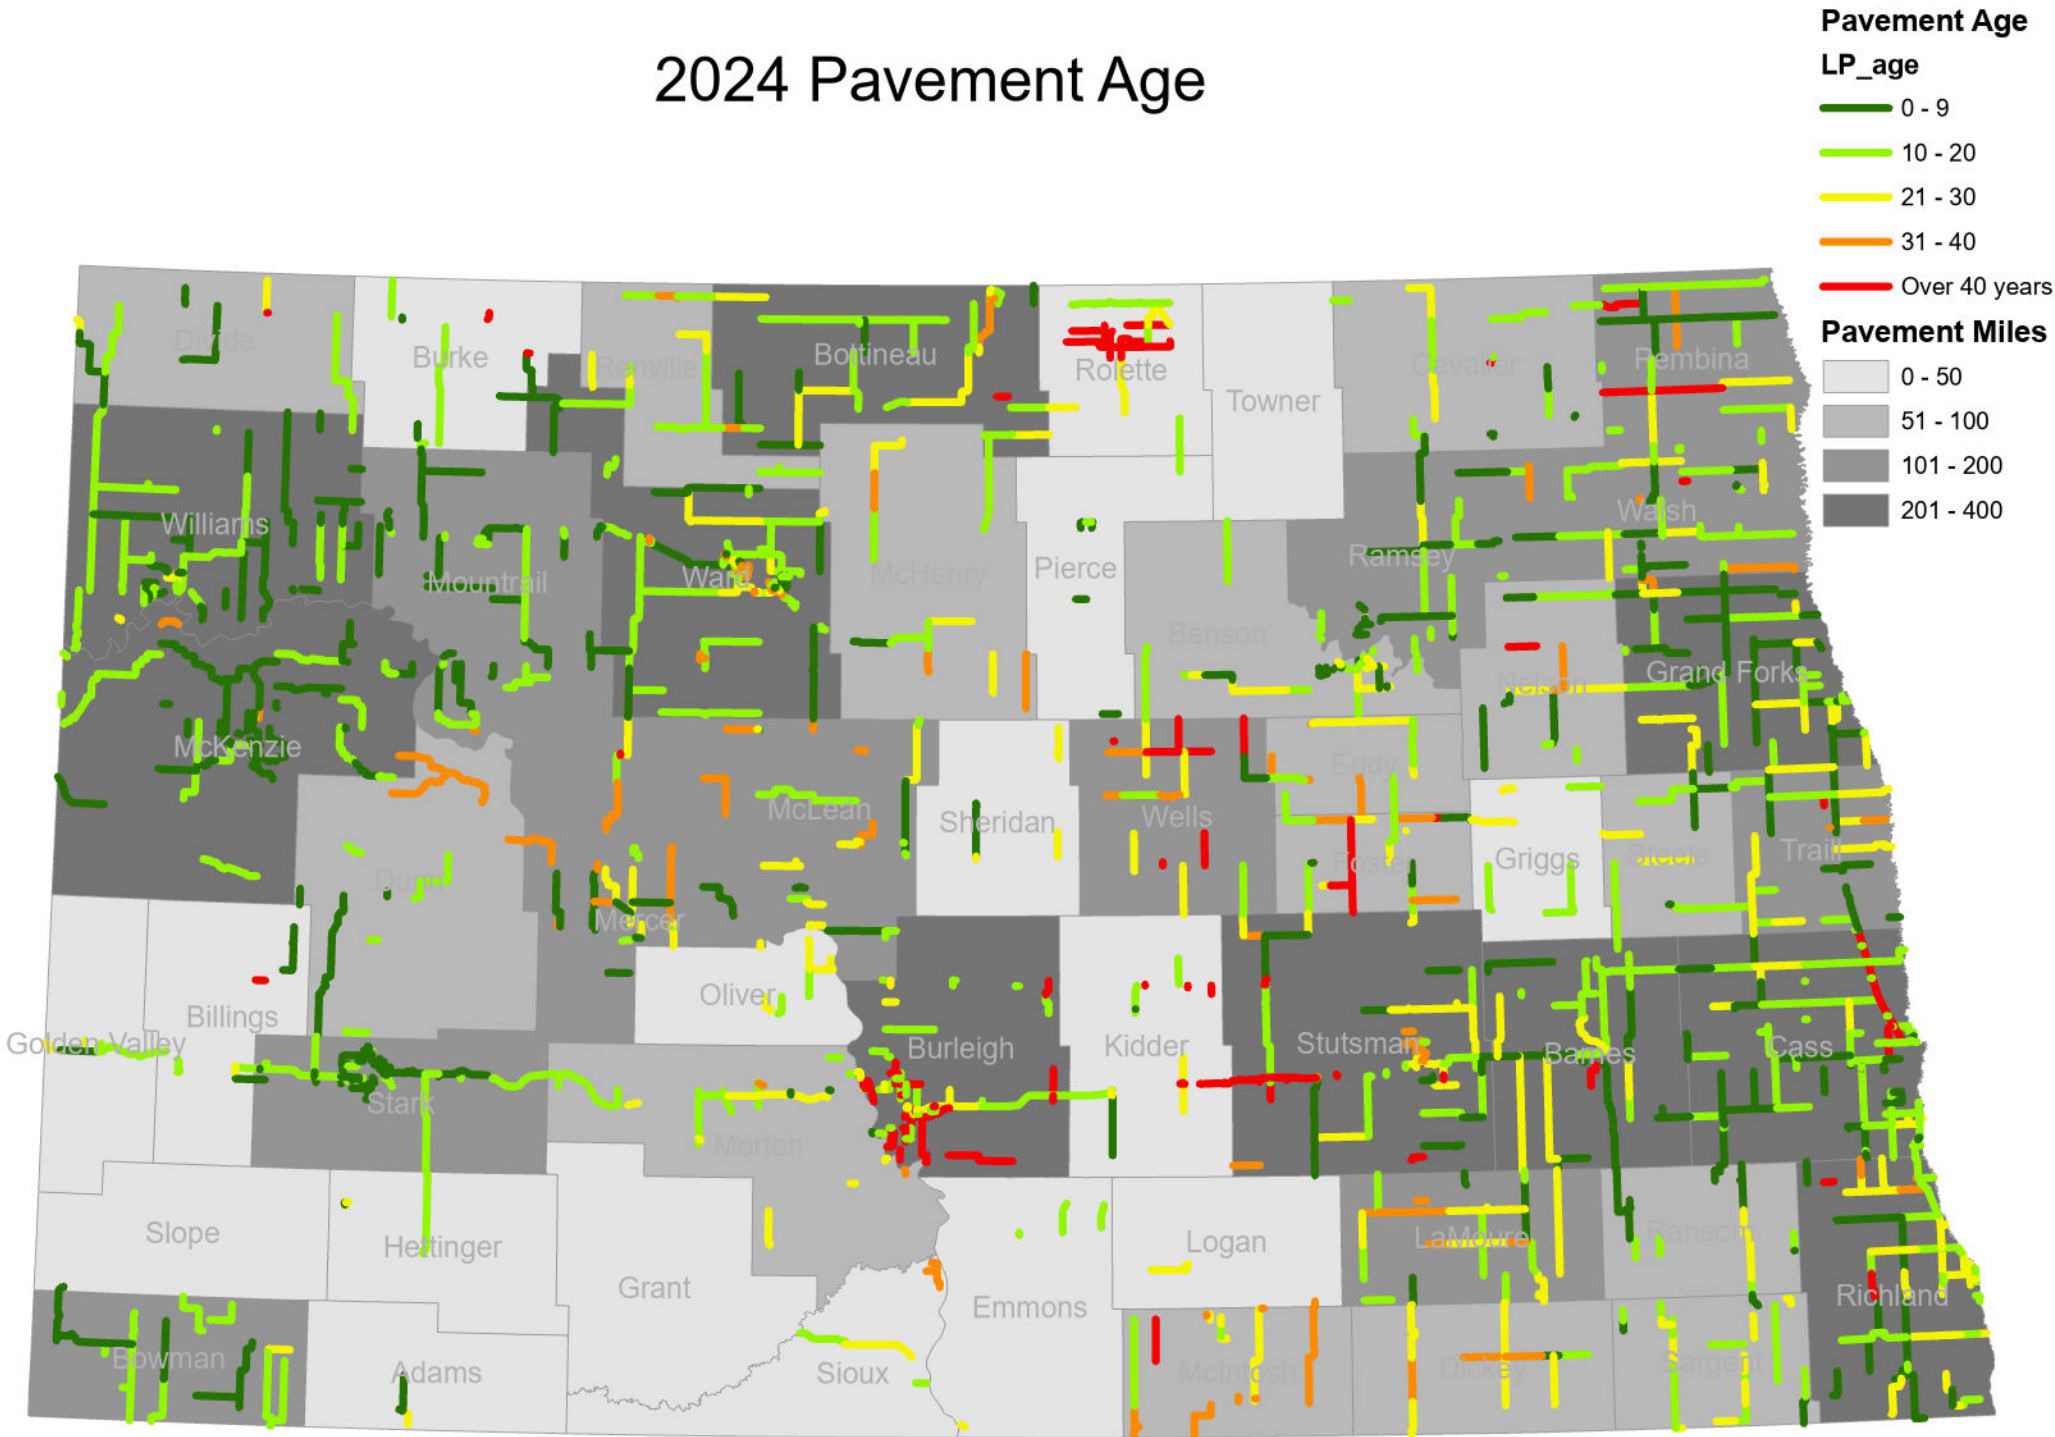 2024 Pavement Age
Pavement Age
LP_age
0 - 9
10 - 20
21 - 30
31 - 40
Over 40 years
Pavement Miles
0 - 50
51 - 100
101 - 200
201 - 400
Divide
Burke
Renville
Bottineau
Rolette
Towner
Cavalier
Pembina
Williams
Mountrail
Ward
McHenry
Pierce
Benson
Ramsey
Walsh
McKenzie
Nelson
Grand Forks
Dunn
McLean
Mercer
Sheridan
Wells
Eddy
Foster
Griggs
Steele
Traill
Golden Valley
Billings
Stark
Oliver
Morton
Burleigh
Kidder
Stutsman
Barnes
Cass
Slope
Hettinger
Grant
Emmons
Logan
LaMoure
Ransom
Richland
Bowman
Adams
Sioux
McIntosh
Dickey
Sargent